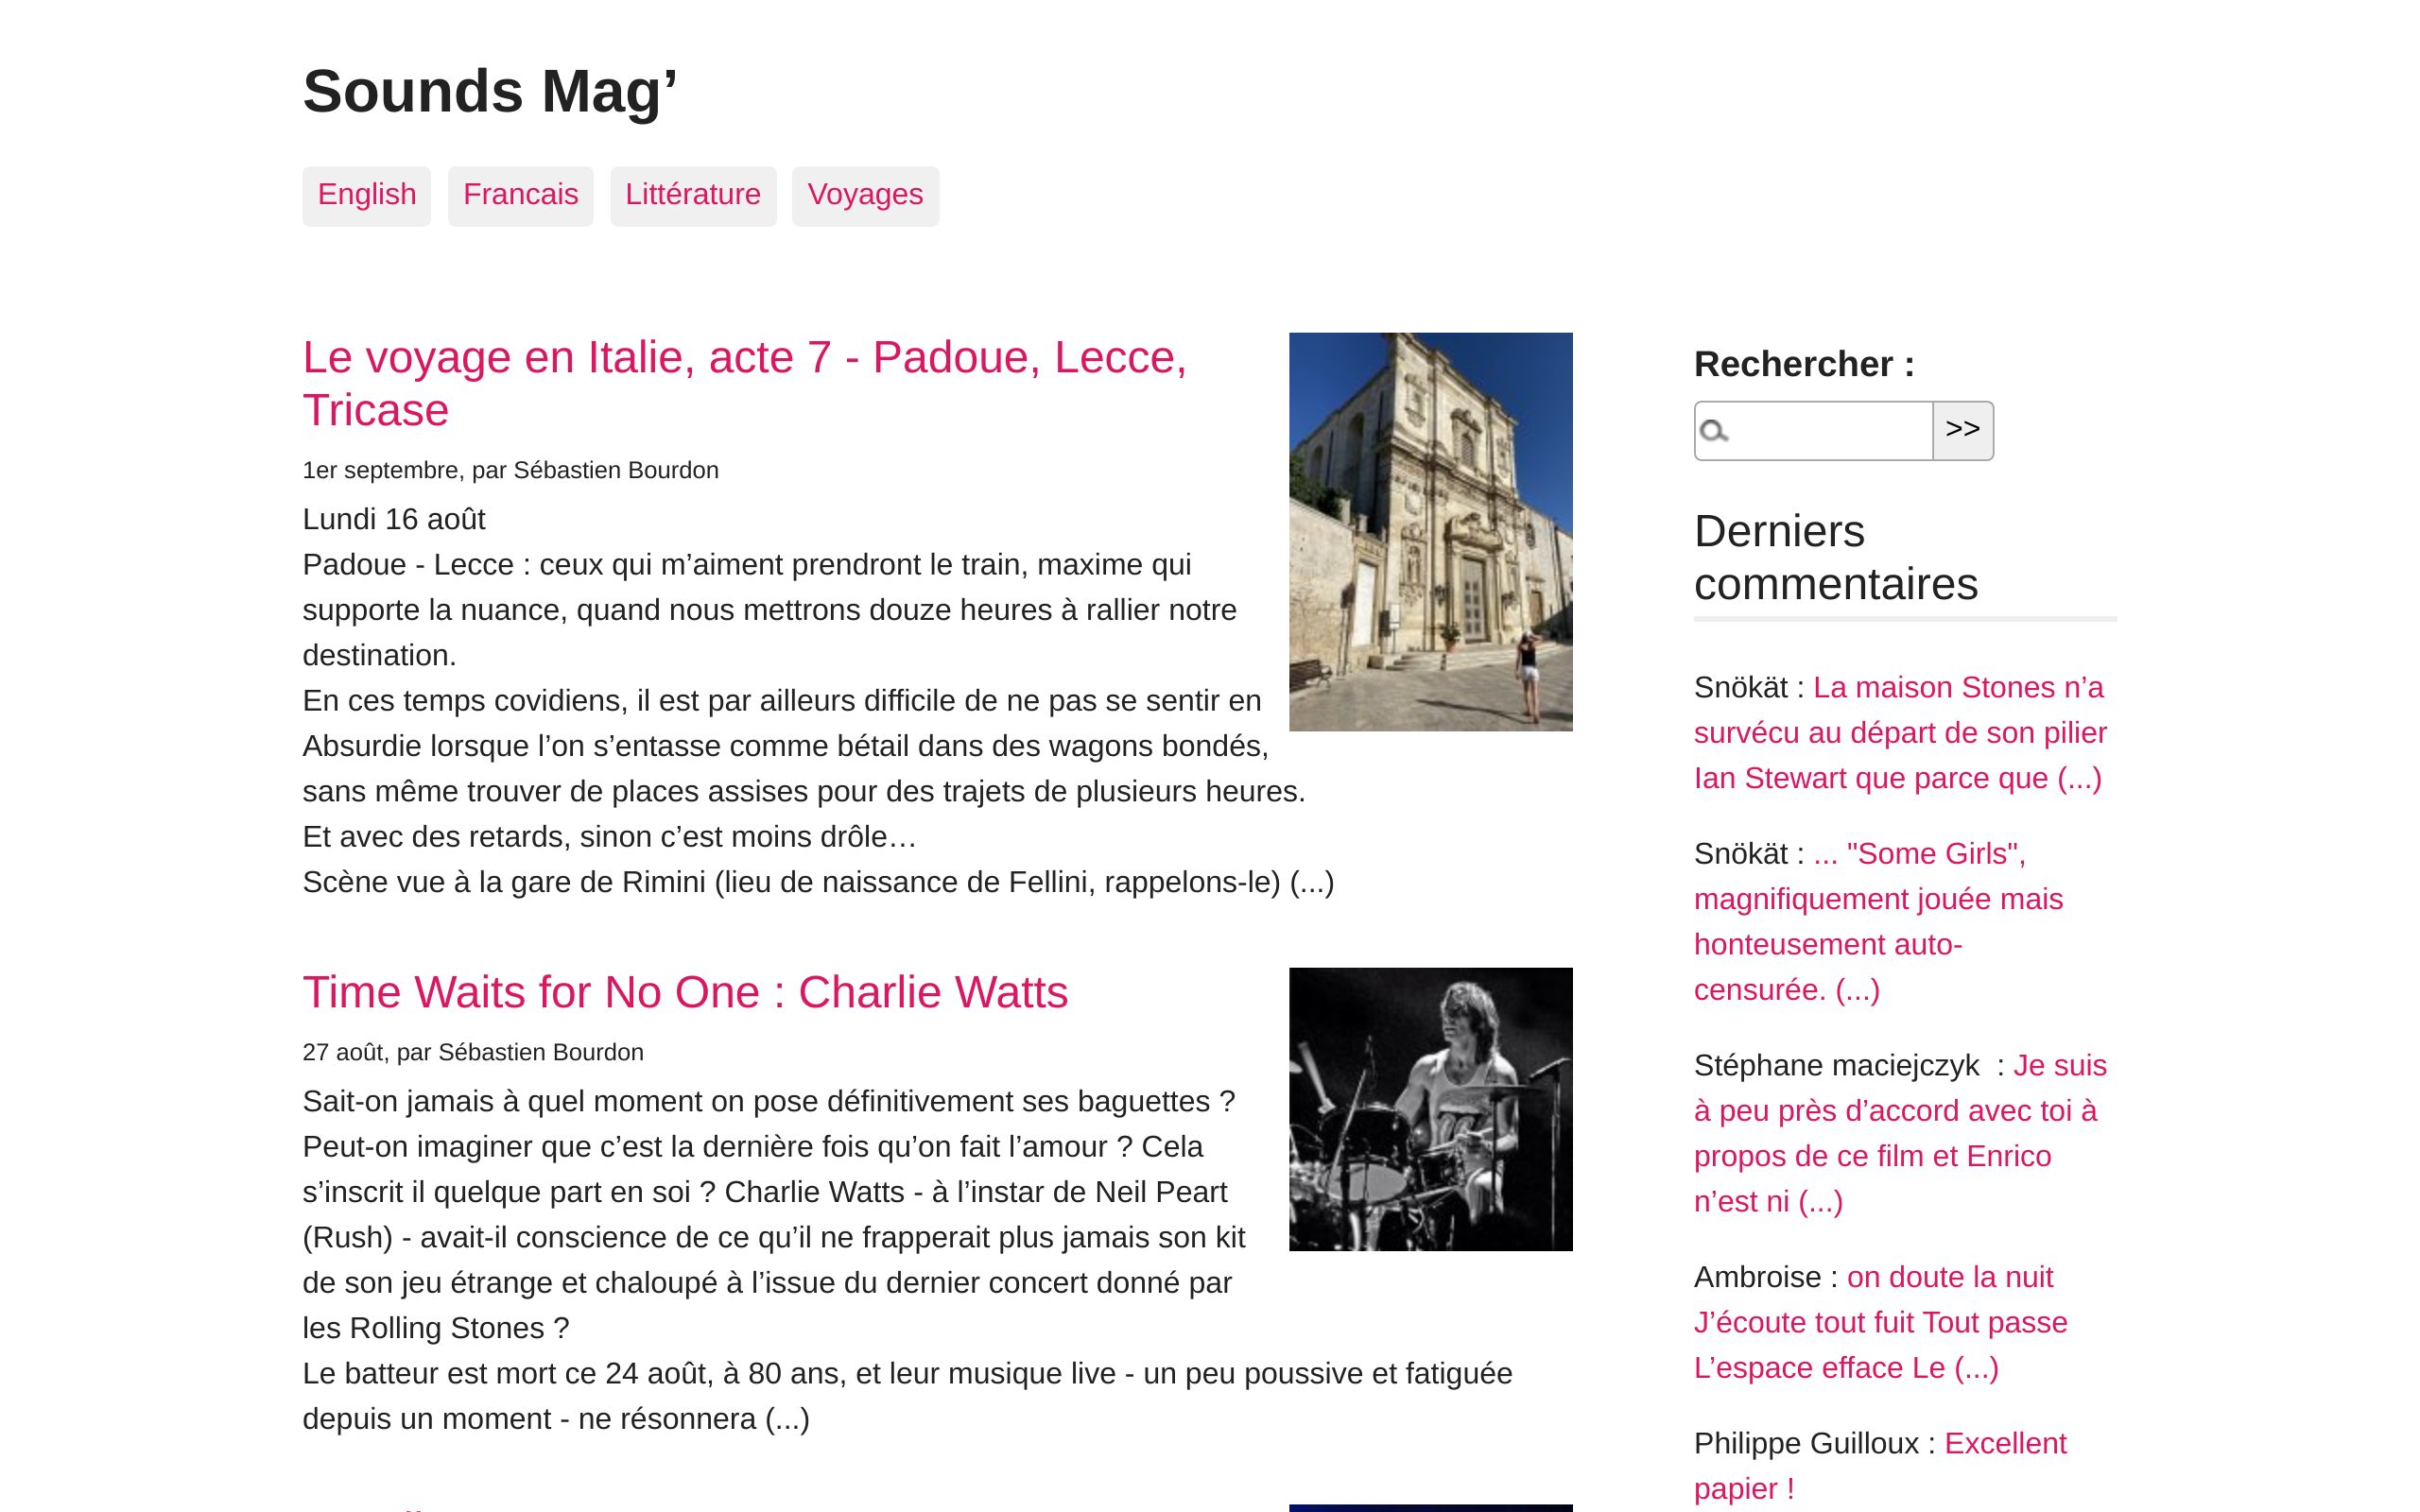 Sounds Mag’
English Francais Littérature Voyages
Le voyage en Italie, acte 7 - Padoue, Lecce,
Tricase
1er septembre, par Sébastien Bourdon
Lundi 16 août
Padoue - Lecce : ceux qui m’aiment prendront le train, maxime qui
supporte la nuance, quand nous mettrons douze heures à rallier notre
destination.
En ces temps covidiens, il est par ailleurs difficile de ne pas se sentir en
Absurdie lorsque l’on s’entasse comme bétail dans des wagons bondés,
sans même trouver de places assises pour des trajets de plusieurs heures.
Et avec des retards, sinon c’est moins drôle…
Scène vue à la gare de Rimini (lieu de naissance de Fellini, rappelons-le) (...)
Time Waits for No One : Charlie Watts
27 août, par Sébastien Bourdon
Sait-on jamais à quel moment on pose définitivement ses baguettes ?
Peut-on imaginer que c’est la dernière fois qu’on fait l’amour ? Cela
s’inscrit il quelque part en soi ? Charlie Watts - à l’instar de Neil Peart
(Rush) - avait-il conscience de ce qu’il ne frapperait plus jamais son kit
de son jeu étrange et chaloupé à l’issue du dernier concert donné par
les Rolling Stones ?
Le batteur est mort ce 24 août, à 80 ans, et leur musique live - un peu poussive et fatiguée
depuis un moment - ne résonnera (...)
Rechercher :
>>
Derniers
commentaires
Snökät : La maison Stones n’a
survécu au départ de son pilier
Ian Stewart que parce que (...)
Snökät : ... "Some Girls",
magnifiquement jouée mais
honteusement auto-
censurée. (...)
Stéphane maciejczyk  : Je suis
à peu près d’accord avec toi à
propos de ce film et Enrico
n’est ni (...)
Ambroise : on doute la nuit
J’écoute tout fuit Tout passe
L’espace efface Le (...)
Philippe Guilloux : Excellent
papier !